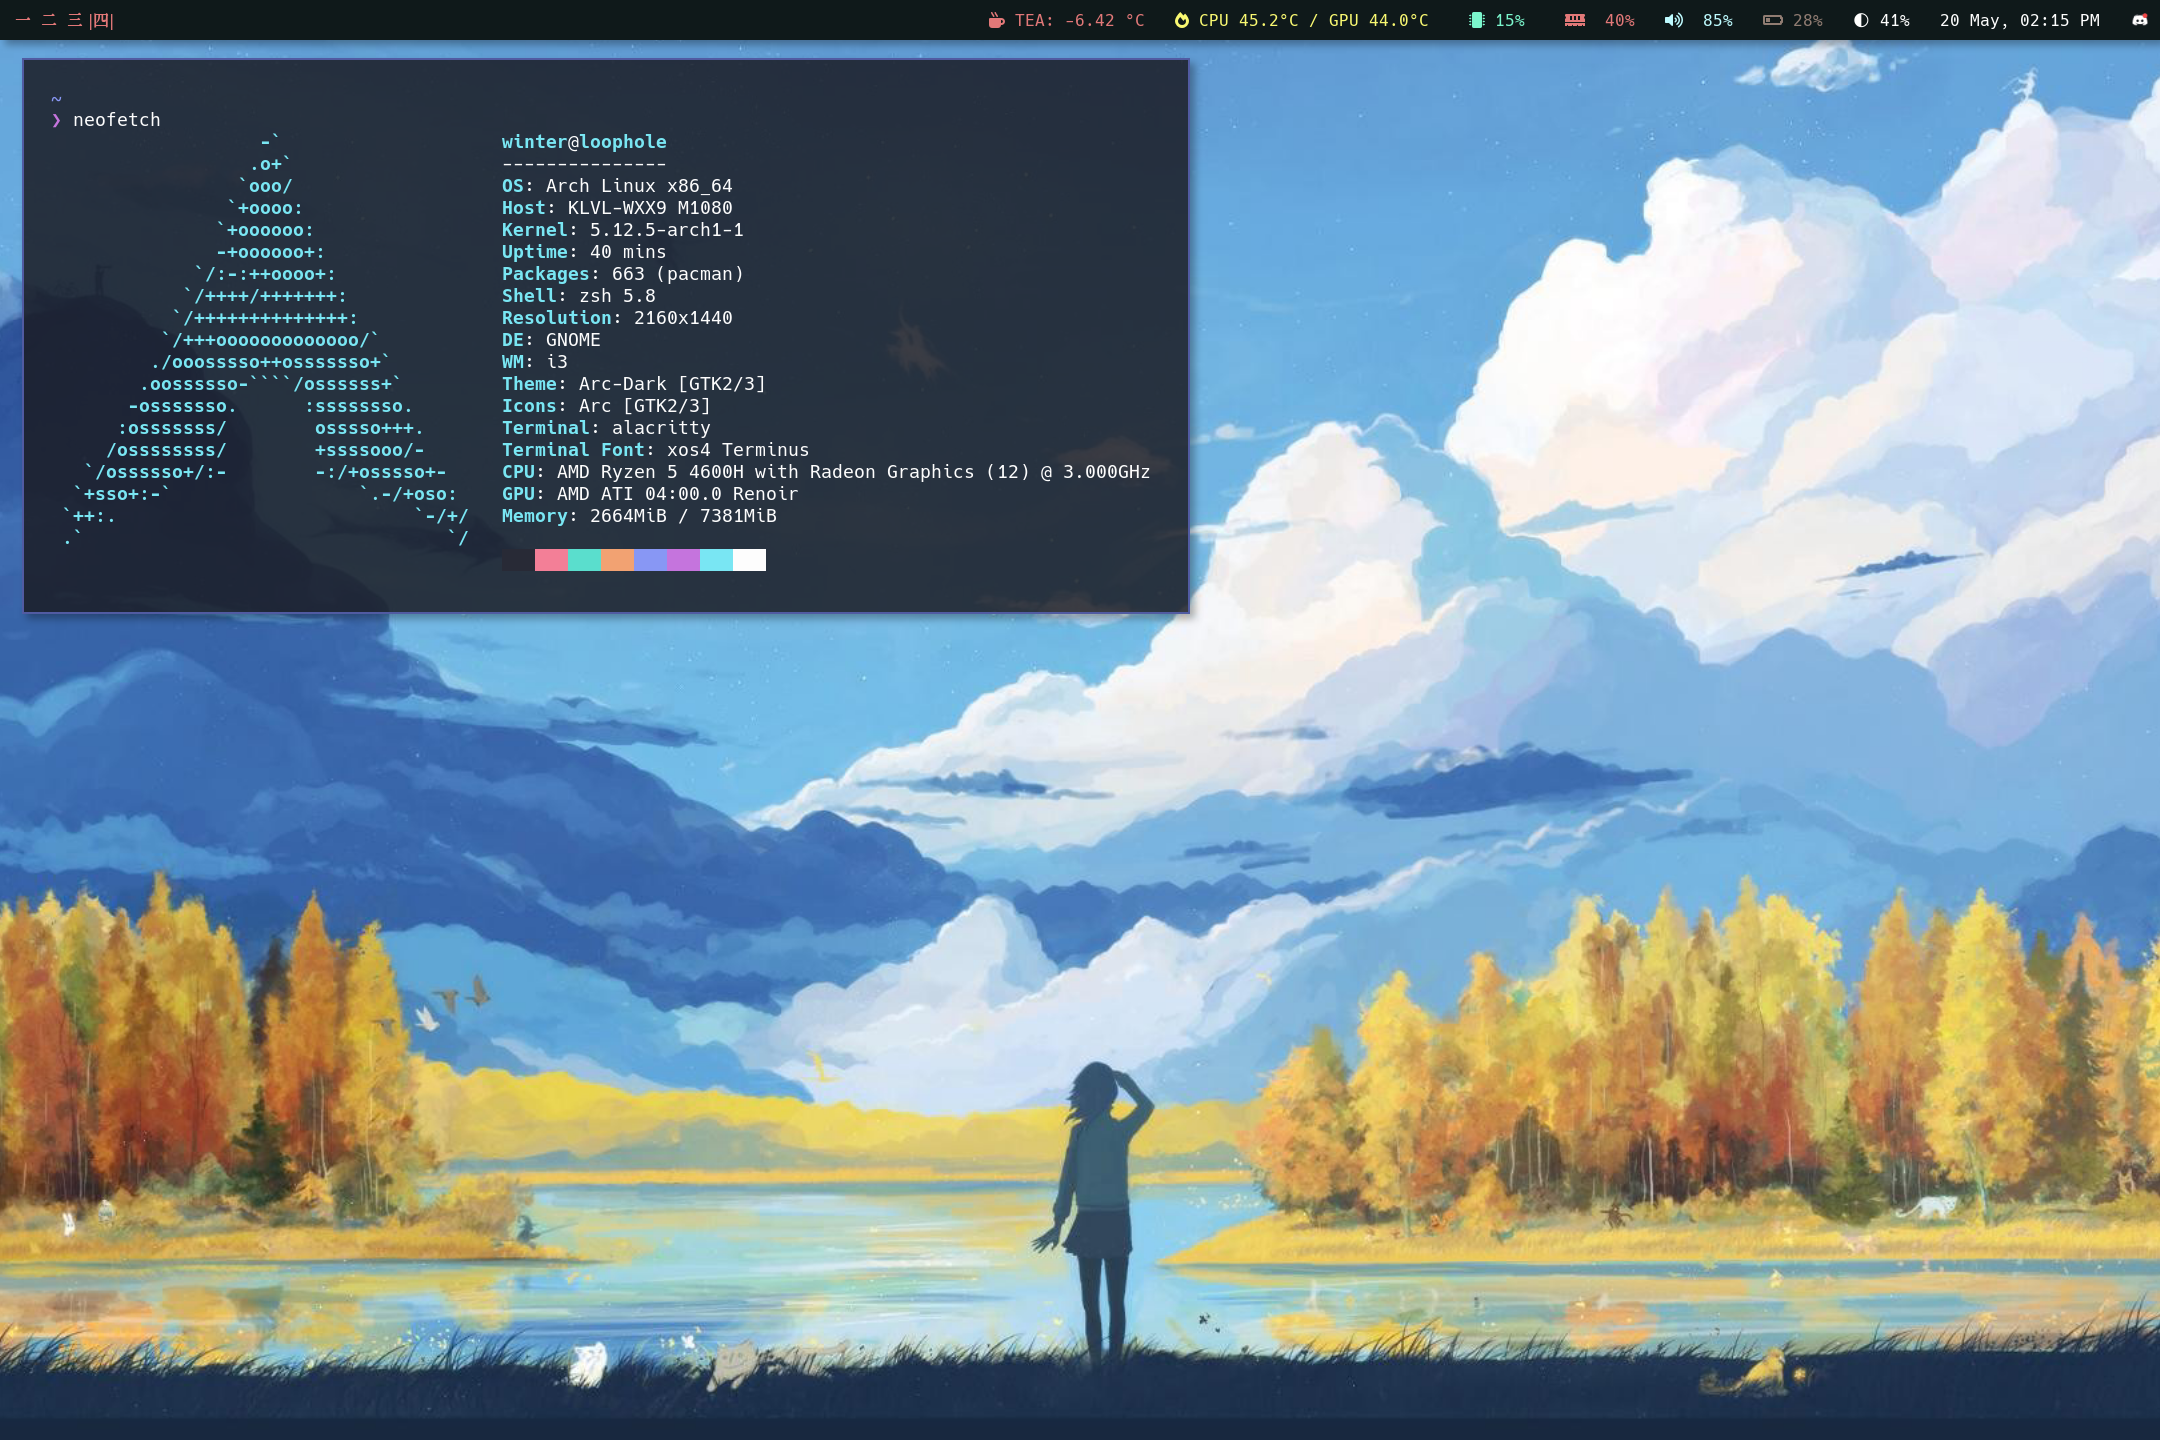 一 二 三 |四| TEA: -6.42 °C CPU 45.2°C / GPU 44.0°C 15% 40% 85% 28% 41% 20 May, 02:15 PM
~
❯ neofetch
-` winter@loophole
.o+` ---------------
`ooo/ OS: Arch Linux x86_64
`+oooo: Host: KLVL-WXX9 M1080
`+oooooo: Kernel: 5.12.5-arch1-1
-+oooooo+: Uptime: 40 mins
`/:-:++oooo+: Packages: 663 (pacman)
`/++++/+++++++: Shell: zsh 5.8
`/++++++++++++++: Resolution: 2160x1440
`/+++ooooooooooooo/` DE: GNOME
./ooosssso++osssssso+` WM: i3
.oossssso-````/ossssss+` Theme: Arc-Dark [GTK2/3]
-osssssso. :ssssssso. Icons: Arc [GTK2/3]
:osssssss/ osssso+++. Terminal: alacritty
/ossssssss/ +ssssooo/- Terminal Font: xos4 Terminus
`/ossssso+/:- -:/+osssso+- CPU: AMD Ryzen 5 4600H with Radeon Graphics (12) @ 3.000GHz
`+sso+:-` `.-/+oso: GPU: AMD ATI 04:00.0 Renoir
`++:. `-/+/ Memory: 2664MiB / 7381MiB
.` `/